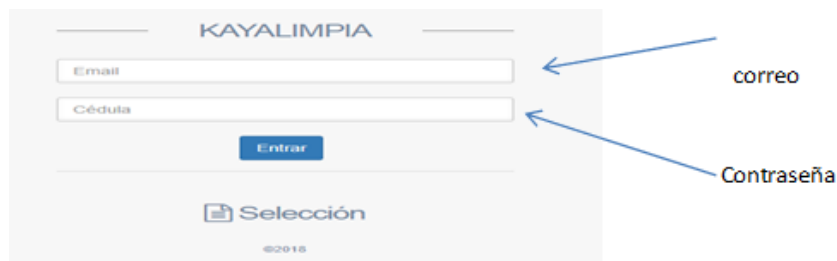 KAYALIMPIA
Email
correo
Cédula
Entrar
Contraseña
Selección
©2018